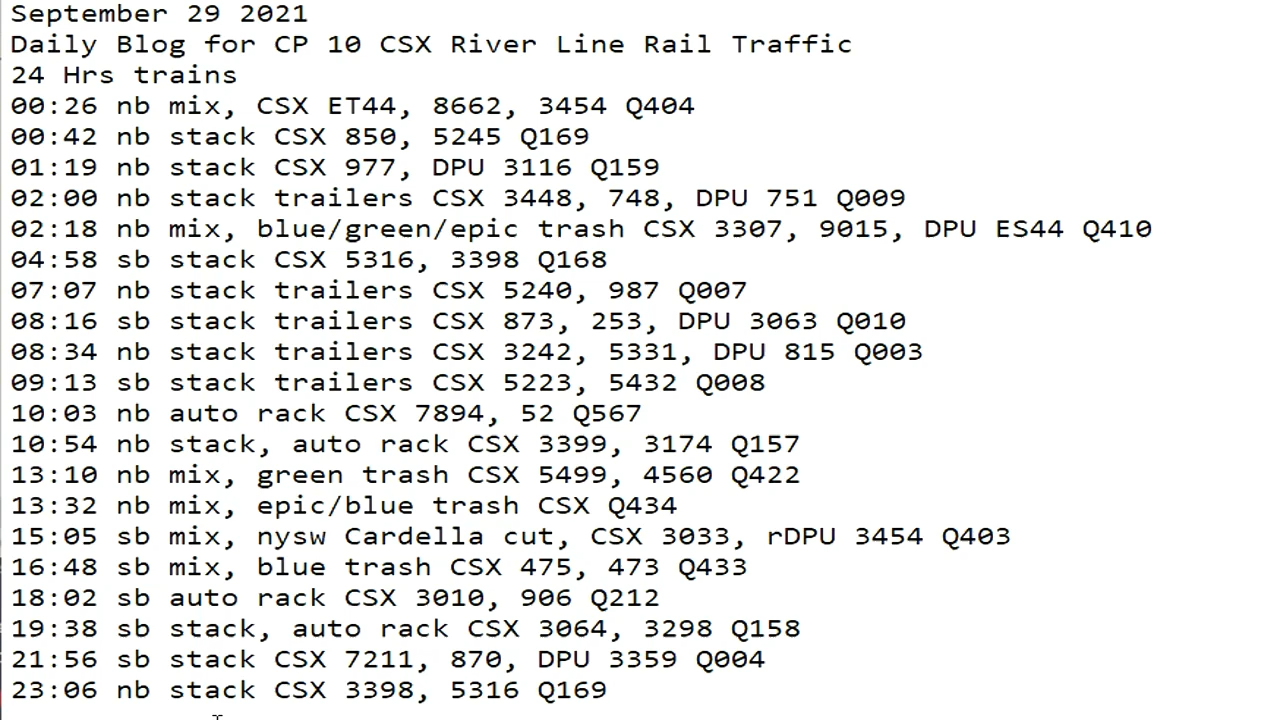 September 29 2021
Daily Blog for CP 10 CSX River Line Rail Traffic
24 Hrs trains
00:26 nb mix, CSX ET44, 8662, 3454 Q404
00:42 nb stack CSX 850, 5245 Q169
01:19 nb stack CSX 977, DPU 3116 Q159
02:00 nb stack trailers CSX 3448, 748, DPU 751 Q009
02:18 nb mix, blue/green/epic trash CSX 3307, 9015, DPU ES44 Q410
04:58 sb stack CSX 5316, 3398 Q168
07:07 nb stack trailers CSX 5240, 987 Q007
08:16 sb stack trailers CSX 873, 253, DPU 3063 Q010
08:34 nb stack trailers CSX 3242, 5331, DPU 815 Q003
09:13 sb stack trailers CSX 5223, 5432 Q008
10:03 nb auto rack CSX 7894, 52 Q567
10:54 nb stack, auto rack CSX 3399, 3174 Q157
13:10 nb mix, green trash CSX 5499, 4560 Q422
13:32 nb mix, epic/blue trash CSX Q434
15:05 sb mix, nysw Cardella cut, CSX 3033, rDPU 3454 Q403
16:48 sb mix, blue trash CSX 475, 473 Q433
18:02 sb auto rack CSX 3010, 906 Q212
19:38 sb stack, auto rack CSX 3064, 3298 Q158
21:56 sb stack CSX 7211, 870, DPU 3359 Q004
23:06 nb stack CSX 3398, 5316 Q169